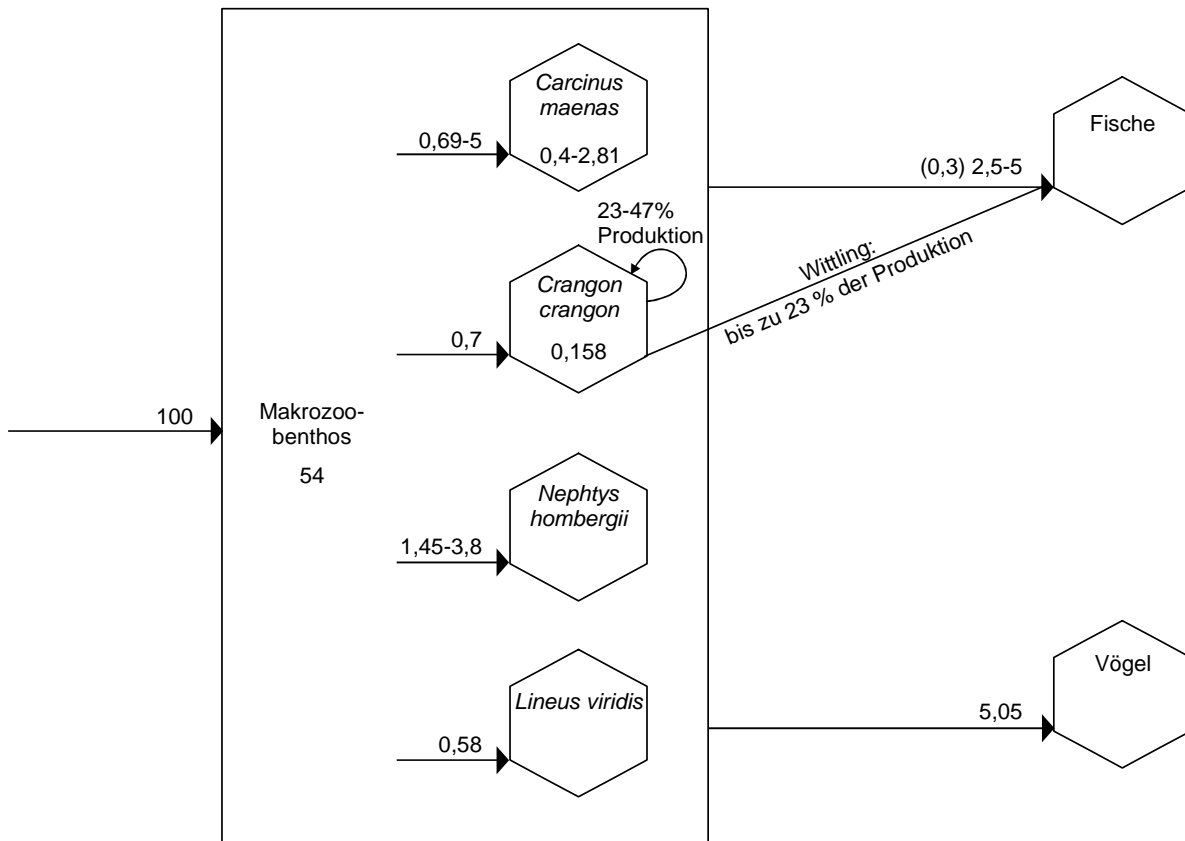 Carcinus
maenas
0,69-5
0,4-2,81
Fische
(0,3) 2,5-5
23-47%
Produktion
Wittling:
bis zu 23 % der Produktion
Crangon
crangon
0,7
0,158
100
Makrozoo-
benthos
54
Nephtys
hombergii
1,45-3,8
Lineus viridis
0,58
Vögel
5,05